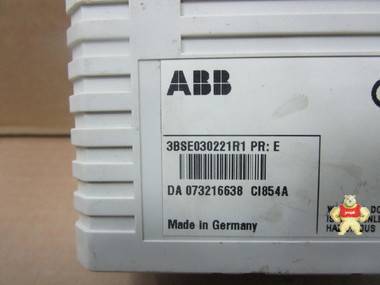 ABB
3BSE030221R1 PR: E
DA 073216638 CI854A
Made in Germany